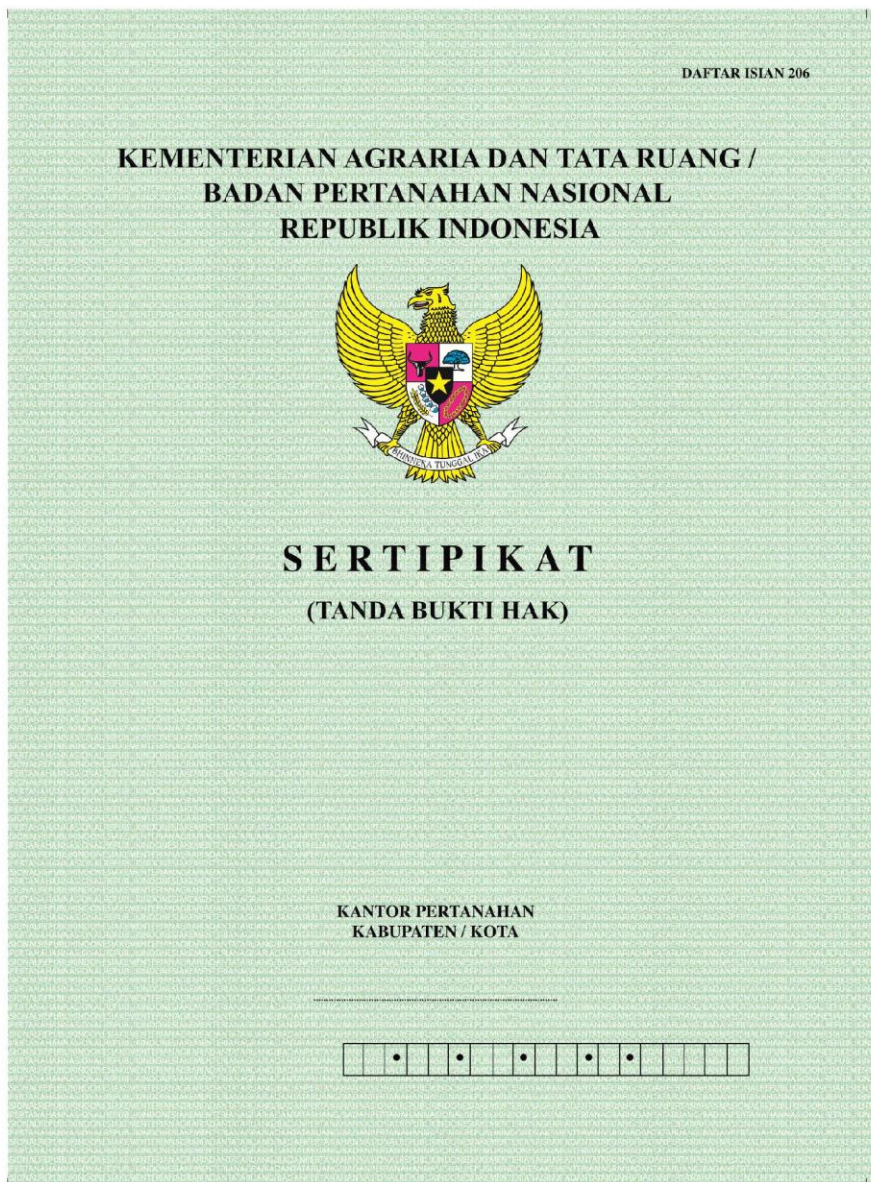 DAFTAR ISIAN 206
KEMENTERIAN AGRARIA DAN TATA RUANG /
BADAN PERTANAHAN NASIONAL
REPUBLIK INDONESIA
BHINNEKA TUNGGAL IKA
SERTIPIKAT
(TANDA BUKTI HAK)
KANTOR PERTANAHAN
KABUPATEN / KOTA